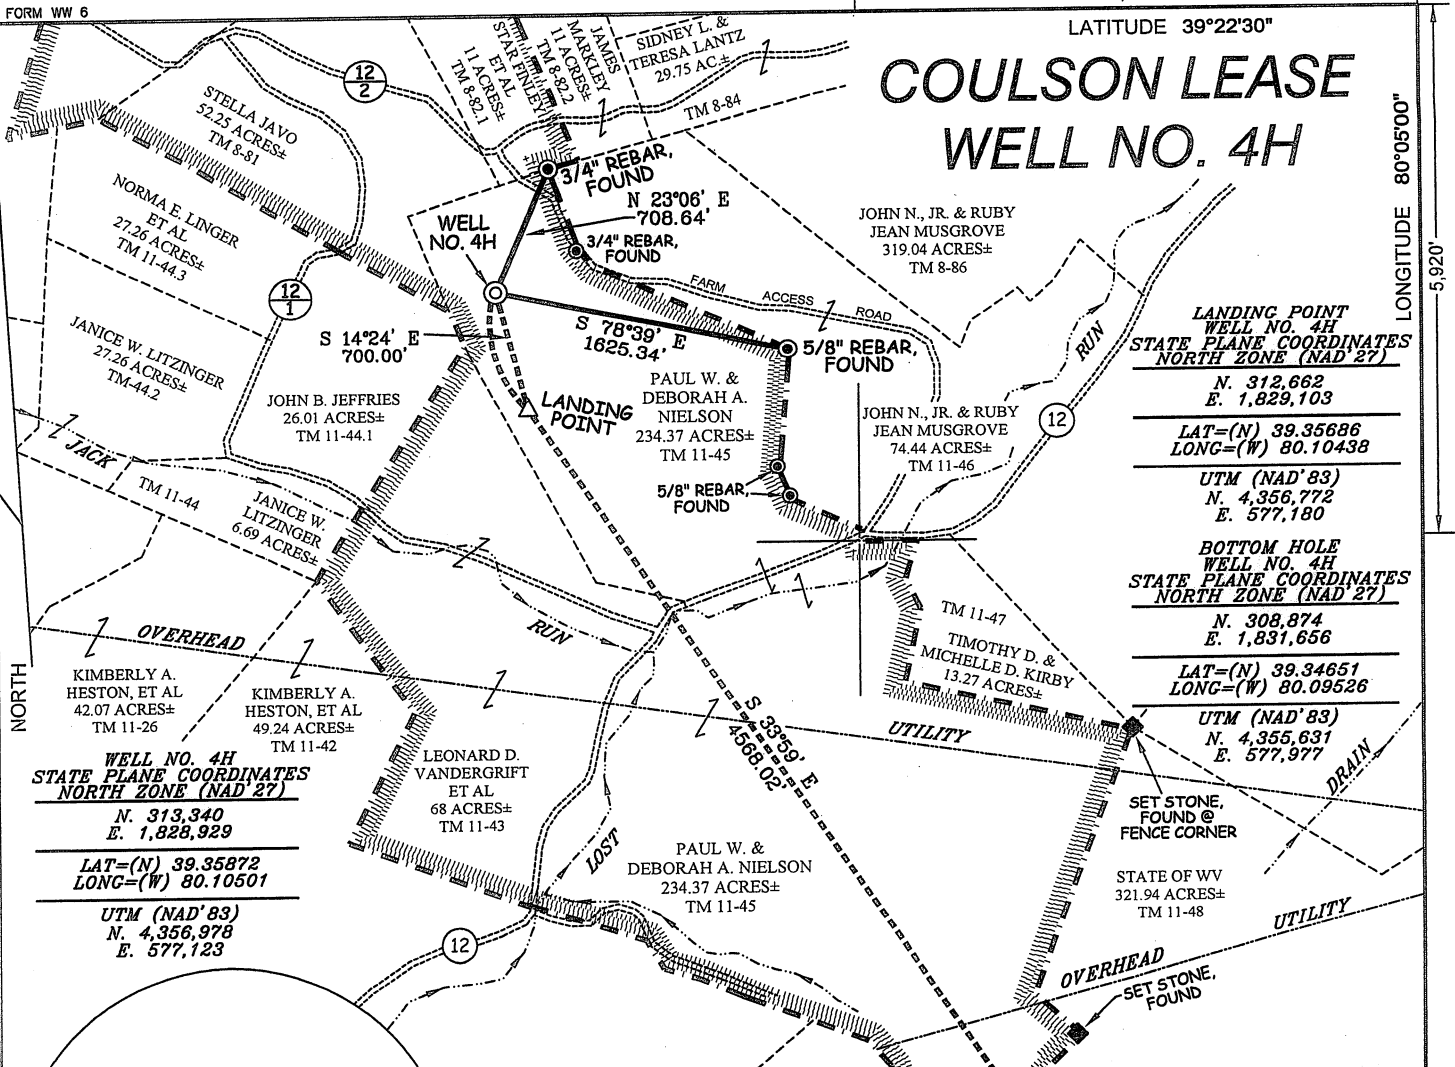 FORM WW 6
LATITUDE 39°22'30"
COULSON LEASE
WELL NO. 4H
LONGITUDE 80°05'00"
5,920'
12
2
STAR FINLEY
ET AL
11 ACRES±
TM 8-82.1
JAMES
MARKLEY
11 ACRES±
TM 8-82.2
SIDNEY L. &
TERESA LANTZ
29.75 AC.±
TM 8-84
STELLA JAVO
52.25 ACRES±
TM 8-81
NORMA E. LINGER
ET AL
27.26 ACRES±
TM 11-44.3
3/4" REBAR,
FOUND
N 23°06' E
708.64'
WELL
NO. 4H
3/4" REBAR,
FOUND
JOHN N., JR. & RUBY
JEAN MUSGROVE
319.04 ACRES±
TM 8-86
12
1
FARM ACCESS ROAD
RUN
S 14°24' E
700.00'
S 78°39' E
1625.34'
5/8" REBAR,
FOUND
JANICE W. LITZINGER
27.26 ACRES±
TM-44.2
JOHN B. JEFFRIES
26.01 ACRES±
TM 11-44.1
LANDING
POINT
PAUL W. &
DEBORAH A.
NIELSON
234.37 ACRES±
TM 11-45
JOHN N., JR. & RUBY
JEAN MUSGROVE
74.44 ACRES±
TM 11-46
12
LANDING POINT
WELL NO. 4H
STATE PLANE COORDINATES
NORTH ZONE (NAD'27)
N. 312,662
E. 1,829,103
LAT=(N) 39.35686
LONG=(W) 80.10438
UTM (NAD'83)
N. 4,356,772
E. 577,180
BOTTOM HOLE
WELL NO. 4H
STATE PLANE COORDINATES
NORTH ZONE (NAD'27)
N. 308,874
E. 1,831,656
LAT=(N) 39.34651
LONG=(W) 80.09526
UTM (NAD'83)
N. 4,355,631
E. 577,977
JACK
TM 11-44
JANICE W.
LITZINGER
6.69 ACRES±
5/8" REBAR,
FOUND
RUN
OVERHEAD
TM 11-47
TIMOTHY D. &
MICHELLE D. KIRBY
13.27 ACRES±
NORTH
KIMBERLY A.
HESTON, ET AL
42.07 ACRES±
TM 11-26
KIMBERLY A.
HESTON, ET AL
49.24 ACRES±
TM 11-42
S 33°59' E
4568.02'
UTILITY
WELL NO. 4H
STATE PLANE COORDINATES
NORTH ZONE (NAD'27)
N. 313,340
E. 1,828,929
LAT=(N) 39.35872
LONG=(W) 80.10501
UTM (NAD'83)
N. 4,356,978
E. 577,123
LEONARD D.
VANDERGRIFT
ET AL
68 ACRES±
TM 11-43
LOST
SET STONE,
FOUND @
FENCE CORNER
DRAIN
PAUL W. &
DEBORAH A. NIELSON
234.37 ACRES±
TM 11-45
STATE OF WV
321.94 ACRES±
TM 11-48
12
OVERHEAD
UTILITY
SET STONE,
FOUND